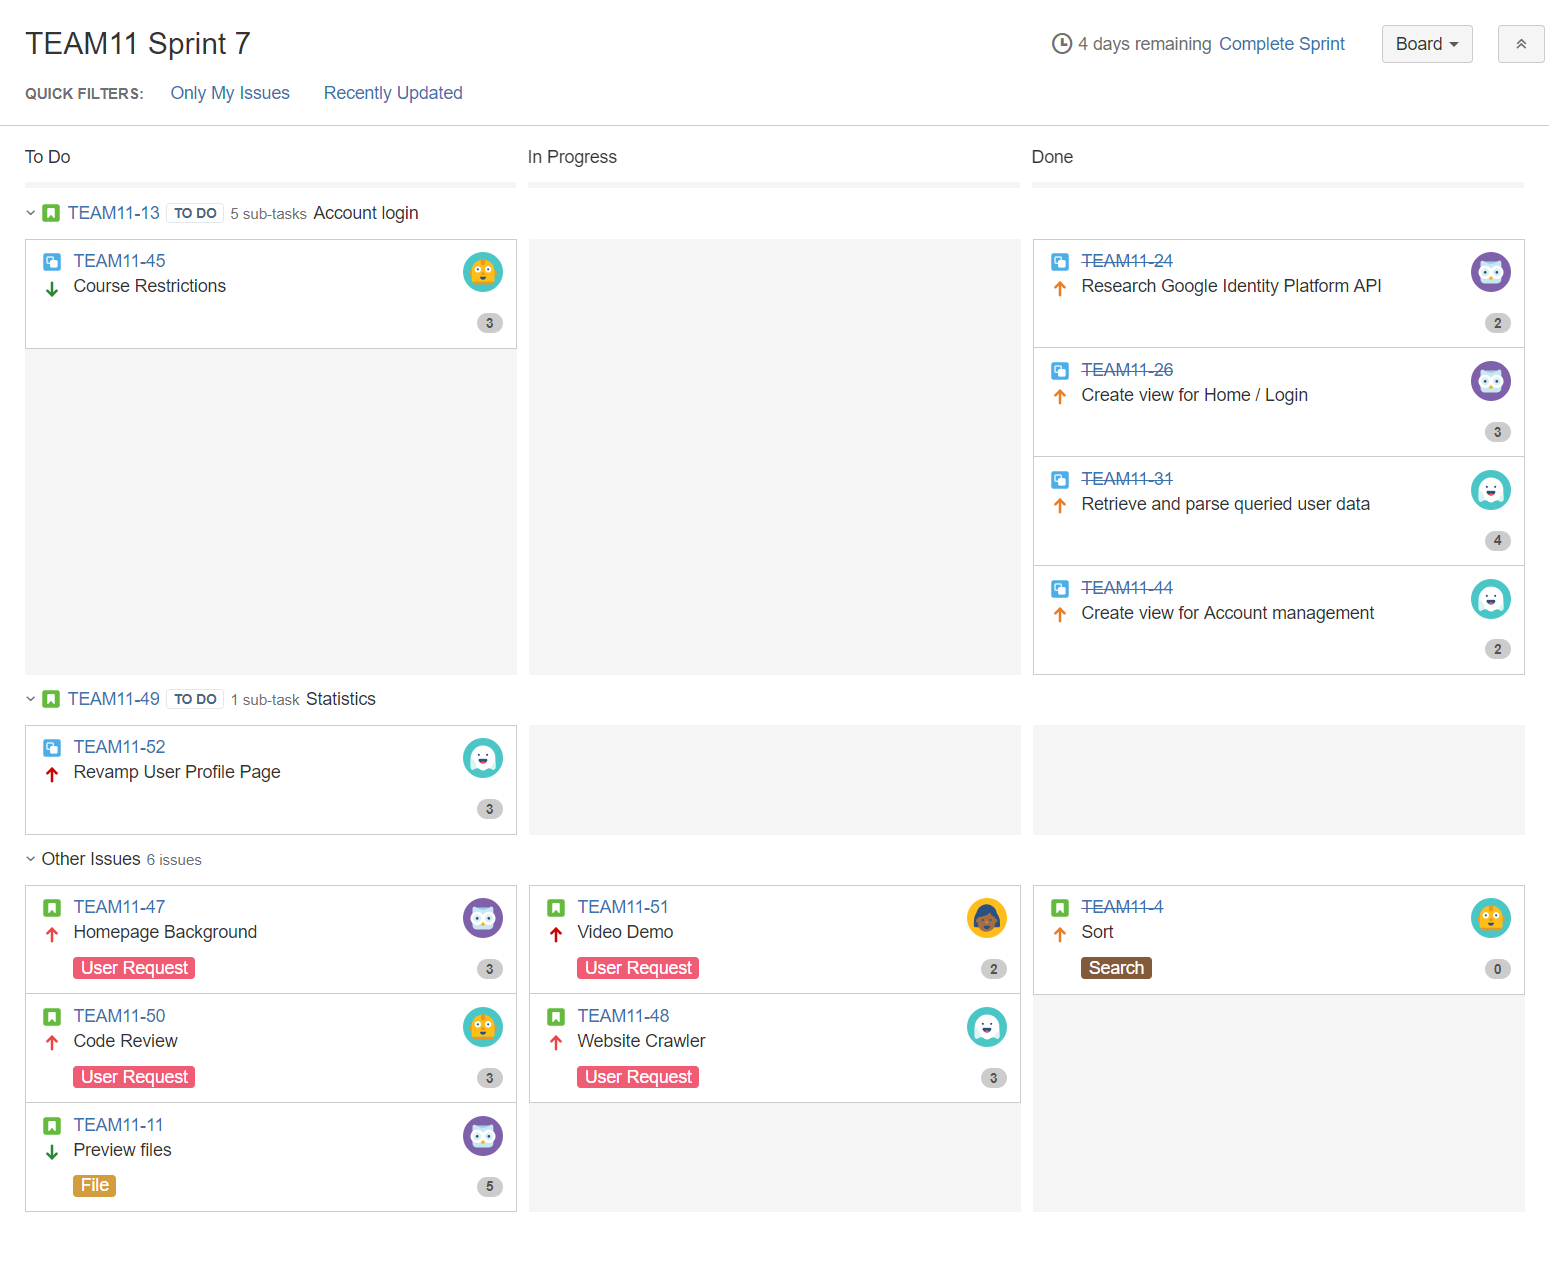 TEAM11 Sprint 7
4 days remaining Complete Sprint Board
QUICK FILTERS: Only My Issues Recently Updated
To Do In Progress Done
TEAM11-13 TO DO 5 sub-tasks Account login
TEAM11-45
Course Restrictions
3
TEAM11-24
Research Google Identity Platform API
2
TEAM11-26
Create view for Home / Login
3
TEAM11-31
Retrieve and parse queried user data
4
TEAM11-44
Create view for Account management
2
TEAM11-49 TO DO 1 sub-task Statistics
TEAM11-52
Revamp User Profile Page
3
Other Issues 6 issues
TEAM11-47
Homepage Background
User Request 3
TEAM11-50
Code Review
User Request 3
TEAM11-11
Preview files
File 5
TEAM11-51
Video Demo
User Request 2
TEAM11-48
Website Crawler
User Request 3
TEAM11-4
Sort
Search 0